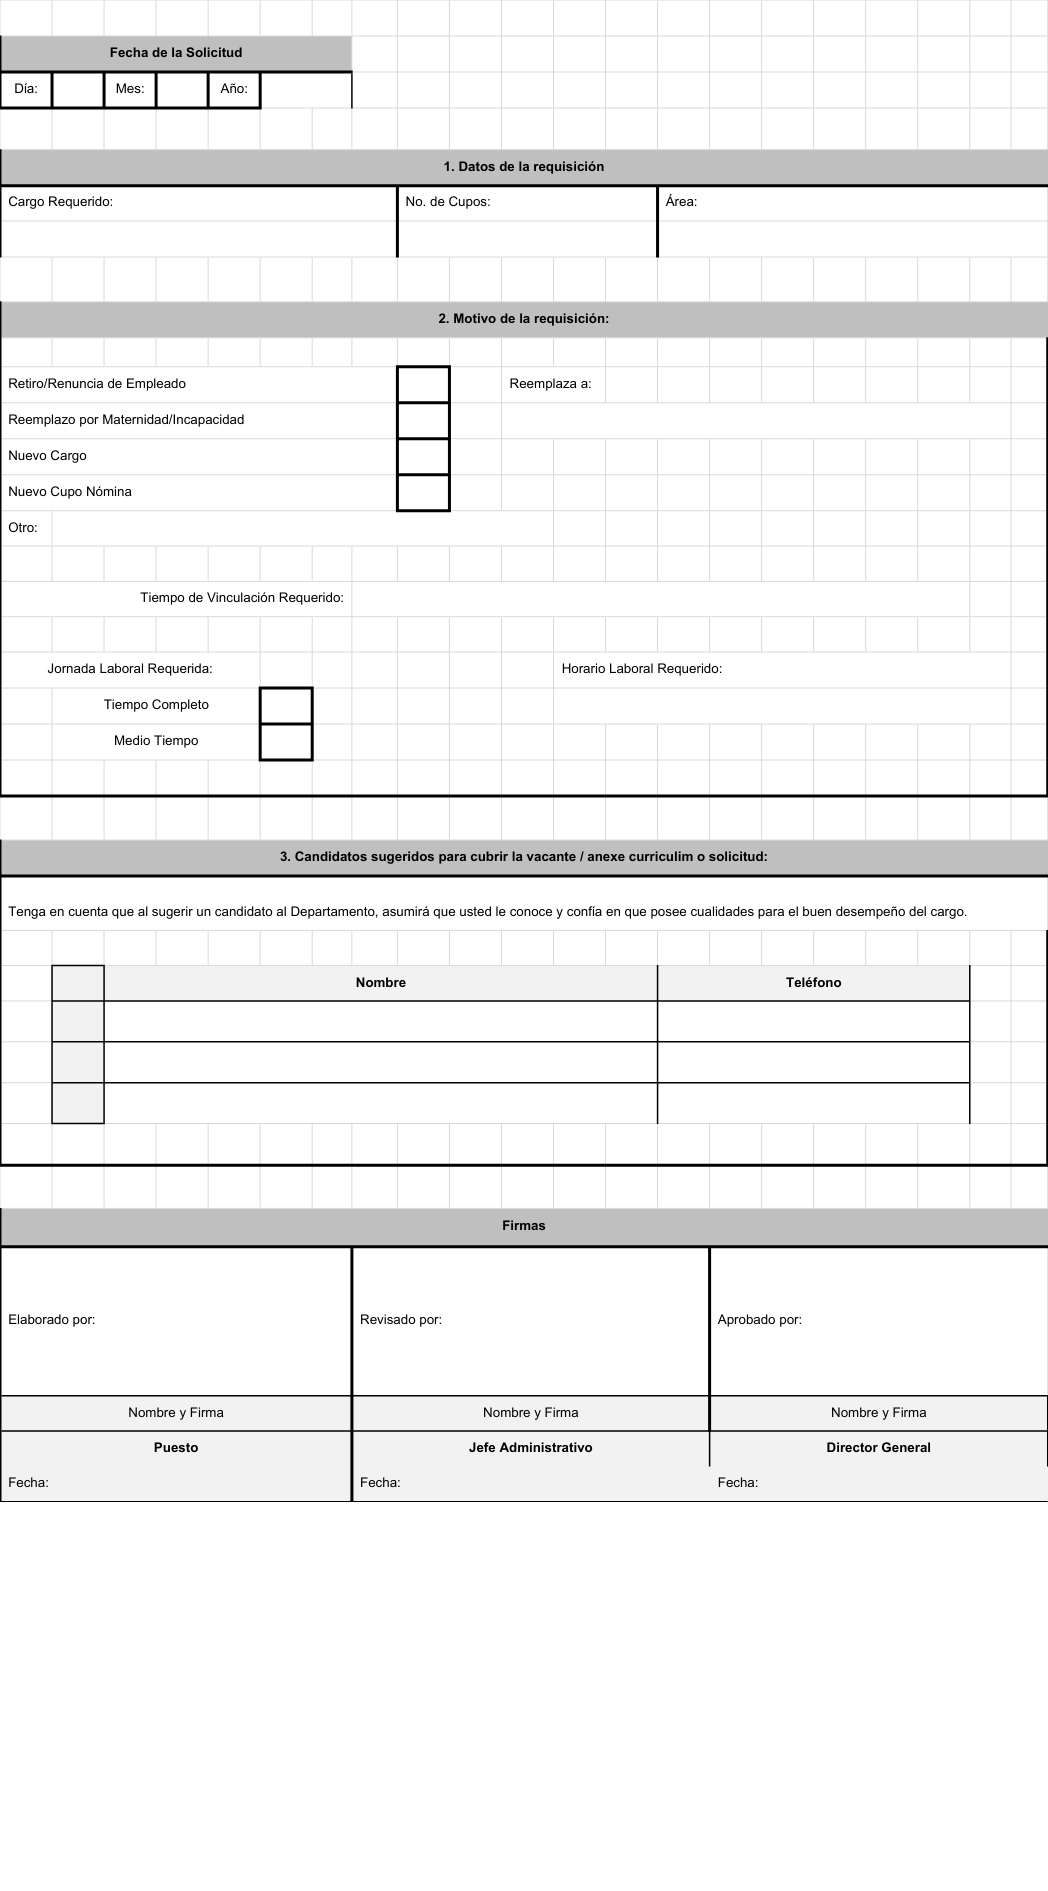 Fecha de la Solicitud
Día: Mes: Año:
1. Datos de la requisición
Cargo Requerido: No. de Cupos: Área:
2. Motivo de la requisición:
Retiro/Renuncia de Empleado Reemplaza a:
Reemplazo por Maternidad/Incapacidad
Nuevo Cargo
Nuevo Cupo Nómina
Otro:
Tiempo de Vinculación Requerido:
Jornada Laboral Requerida: Horario Laboral Requerido:
Tiempo Completo
Medio Tiempo
3. Candidatos sugeridos para cubrir la vacante / anexe curriculim o solicitud:
Tenga en cuenta que al sugerir un candidato al Departamento, asumirá que usted le conoce y confía en que posee cualidades para el buen desempeño del cargo.
Nombre Teléfono
Firmas
Elaborado por: Revisado por: Aprobado por:
Nombre y Firma Nombre y Firma Nombre y Firma
Puesto Jefe Administrativo Director General
Fecha: Fecha: Fecha: